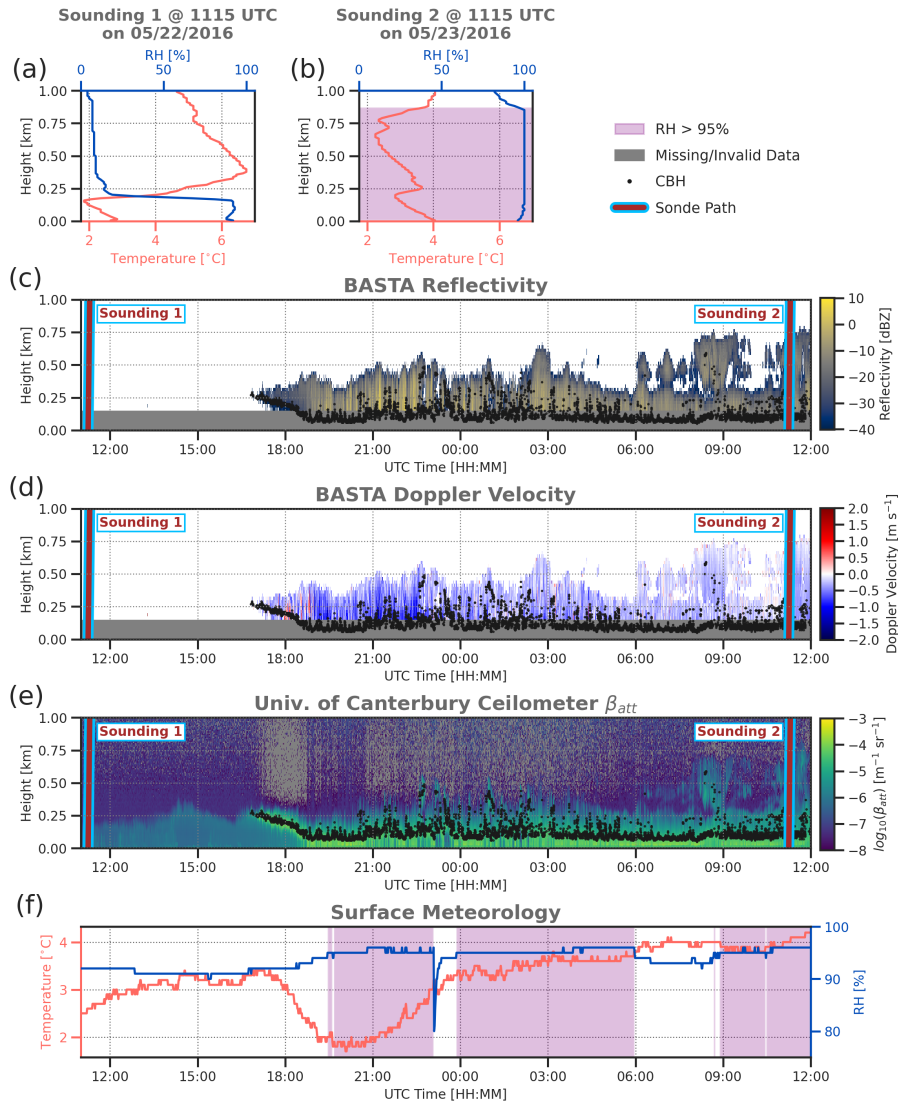 Sounding 1 @ 1115 UTC
on 05/22/2016
Sounding 2 @ 1115 UTC
on 05/23/2016
(a)
RH [%]
0 50 100
1.00
0.75
0.50
0.25
0.00
Height [km]
2 4 6
Temperature [°C]
(b)
RH [%]
0 50 100
1.00
0.75
0.50
0.25
0.00
Height [km]
2 4 6
Temperature [°C]
RH > 95%
Missing/Invalid Data
CBH
Sonde Path
(c)
BASTA Reflectivity
1.00
0.75
0.50
0.25
0.00
Height [km]
Sounding 1
Sounding 2
12:00 15:00 18:00 21:00 00:00 03:00 06:00 09:00 12:00
UTC Time [HH:MM]
10
0
−10
−20
−30
−40
Reflectivity [dBZ]
(d)
BASTA Doppler Velocity
1.00
0.75
0.50
0.25
0.00
Height [km]
Sounding 1
Sounding 2
12:00 15:00 18:00 21:00 00:00 03:00 06:00 09:00 12:00
UTC Time [HH:MM]
2.0
1.5
1.0
0.5
0.0
−0.5
−1.0
−1.5
−2.0
Doppler Velocity [m s⁻¹]
(e)
Univ. of Canterbury Ceilometer βatt
1.00
0.75
0.50
0.25
0.00
Height [km]
Sounding 1
Sounding 2
12:00 15:00 18:00 21:00 00:00 03:00 06:00 09:00 12:00
UTC Time [HH:MM]
−3
−4
−5
−6
−7
−8
log₁₀(βatt) [m⁻¹ sr⁻¹]
(f)
Surface Meteorology
4
3
2
Temperature [°C]
100
90
80
RH [%]
12:00 15:00 18:00 21:00 00:00 03:00 06:00 09:00 12:00
UTC Time [HH:MM]